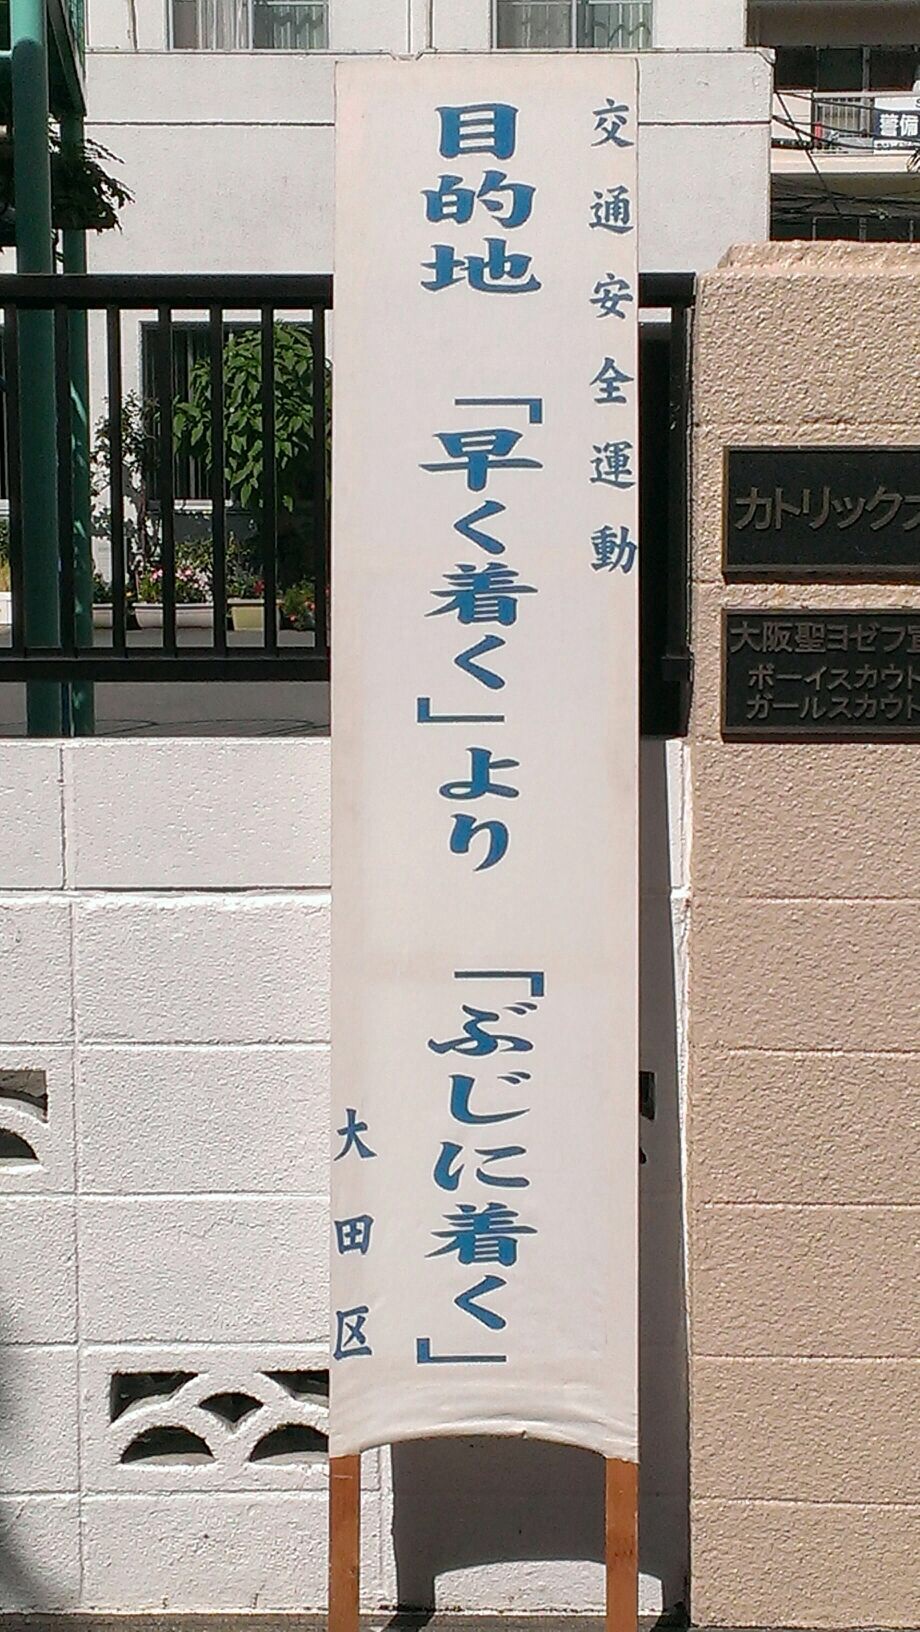 交通安全運動
目的地 「早く着く」より 「ぶじに着く」
大田区
警備
カトリック
大阪聖ヨゼフ
ボーイスカウト
ガールスカウト